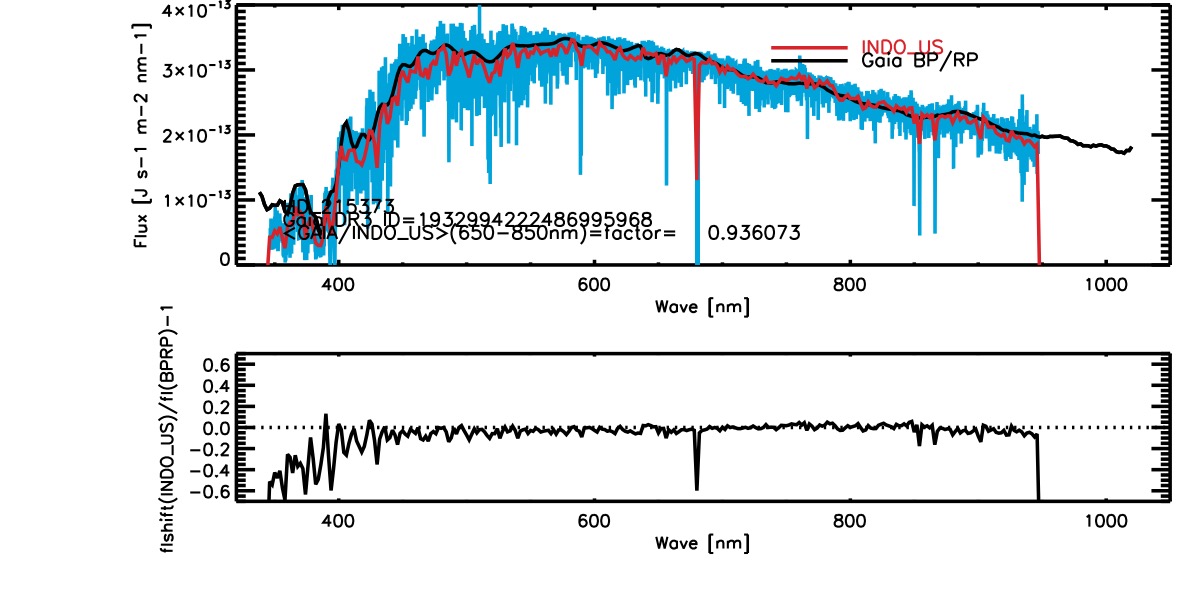 4×10−13
3×10−13
2×10−13
1×10−13
0
Flux [J s−1 m−2 nm−1]
INDO_US
Gaia BP/RP
HD_215373
Gaia DR3 ID=1932994222486995968
<GAIA/INDO_US>(650−850nm)=factor= 0.936073
400 600 800 1000
Wave [nm]
flshift(INDO_US)/fl(BPRP)−1
0.6
0.4
0.2
0.0
−0.2
−0.4
−0.6
400 600 800 1000
Wave [nm]